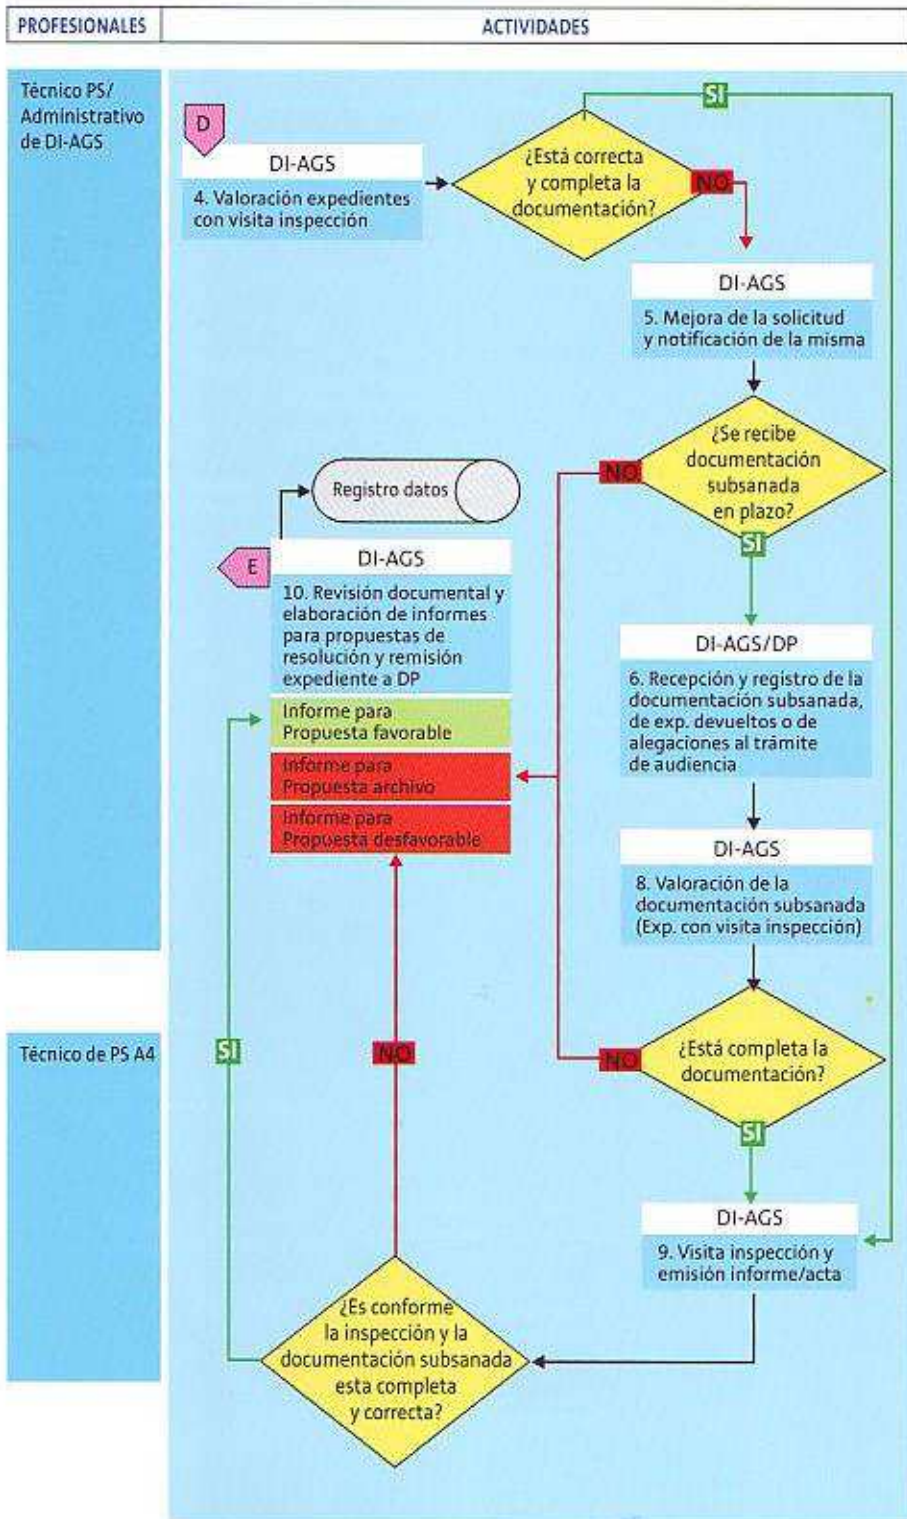 PROFESIONALES
ACTIVIDADES
Técnico PS/
Administrativo
de DI-AGS
D
DI-AGS
4. Valoración expedientes
con visita inspección
¿Está correcta
y completa la
documentación?
SI
NO
DI-AGS
5. Mejora de la solicitud
y notificación de la misma
¿Se recibe
documentación
subsanada
en plazo?
NO
SI
Registro datos
E
DI-AGS
10. Revisión documental y
elaboración de informes
para propuestas de
resolución y remisión
expediente a DP
Informe para
Propuesta favorable
Informe para
Propuesta archivo
Informe para
Propuesta desfavorable
DI-AGS/DP
6. Recepción y registro de la
documentación subsanada,
de exp. devueltos o de
alegaciones al trámite
de audiencia
DI-AGS
8. Valoración de la
documentación subsanada
(Exp. con visita inspección)
Técnico de PS A4
SI
NO
NO
¿Está completa la
documentación?
SI
DI-AGS
9. Visita inspección y
emisión informe/acta
¿Es conforme
la inspección y la
documentación subsanada
esta completa
y correcta?